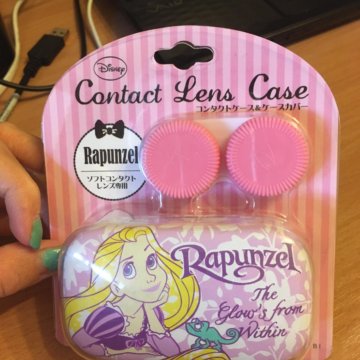 Disney
Contact Lens Case
コンタクトケース&ケースカバー
Rapunzel
ソフトコンタクト
レンズ専用
Rapunzel
The
Glow's from
Within
B1